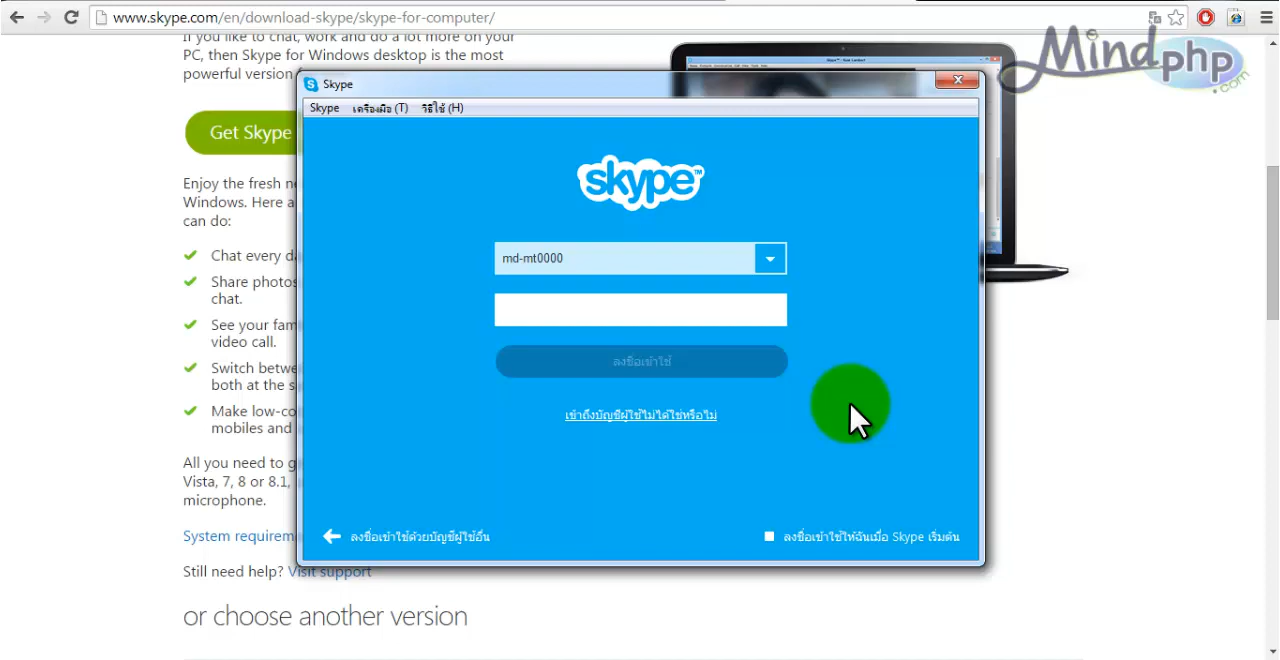 www.skype.com/en/download-skype/skype-for-computer/
Mindphp
.com
If you like to chat, work and do a lot more on your
PC, then Skype for Windows desktop is the most
powerful version
Get Skype
Enjoy the fresh ne
Windows. Here a
can do:
Chat every da
Share photos
chat.
See your fam
video call.
Switch betwe
both at the s
Make low-co
mobiles and
All you need to g
Vista, 7, 8 or 8.1,
microphone.
System requirem
Still need help? Visit support
or choose another version
Skype
Skype เครื่องมือ (T) วิธีใช้ (H)
skype™
md-mt0000
ลงชื่อเข้าใช้
เข้าถึงบัญชีผู้ใช้ไม่ได้ใช่หรือไม่
ลงชื่อเข้าใช้ด้วยบัญชีผู้ใช้อื่น
ลงชื่อเข้าใช้ให้ฉันเมื่อ Skype เริ่มต้น